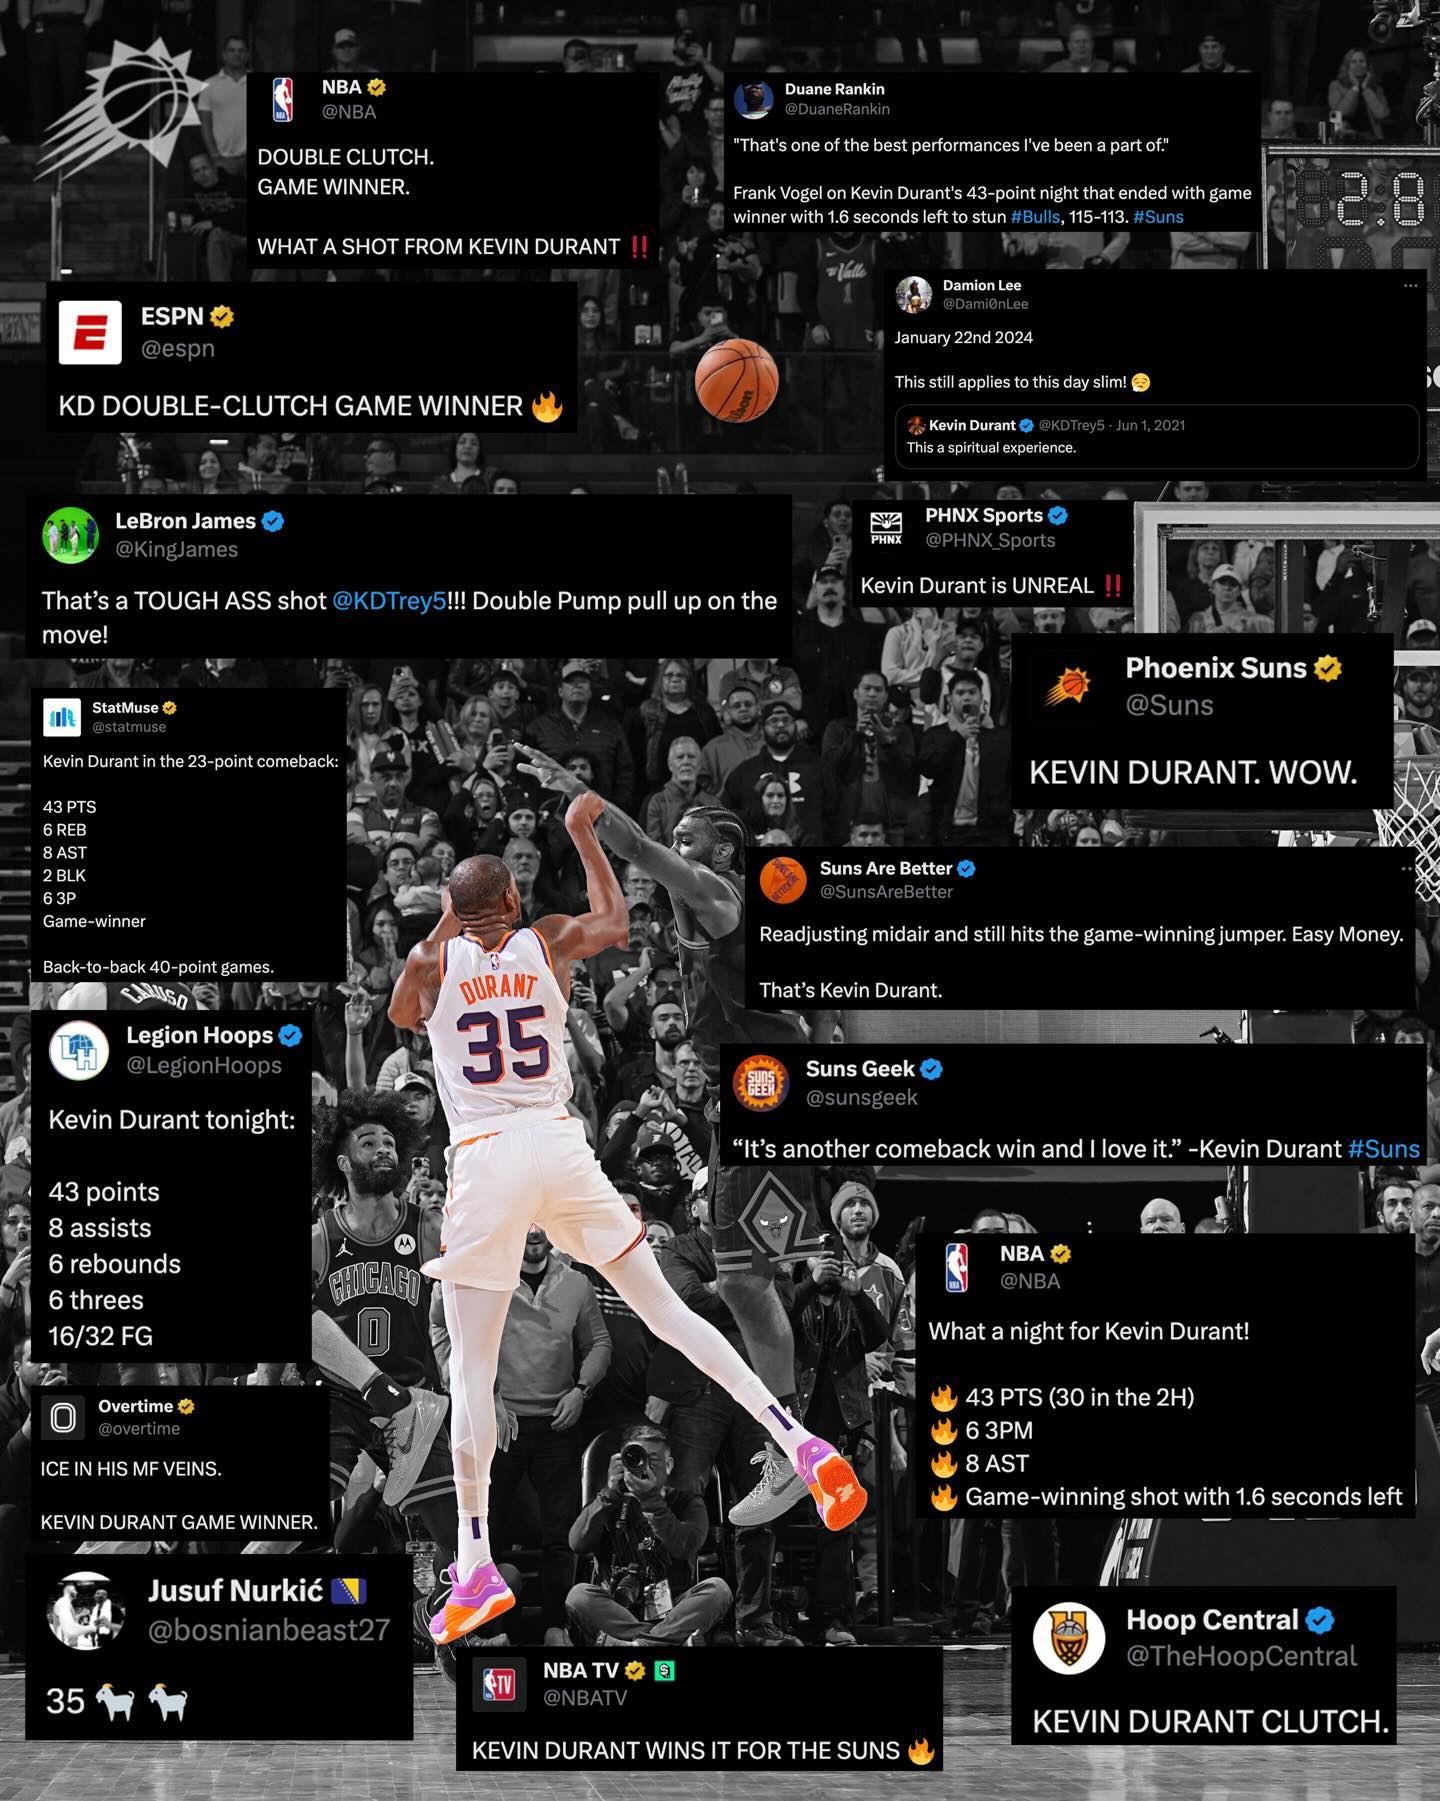 NBA
@NBA
DOUBLE CLUTCH.
GAME WINNER.
WHAT A SHOT FROM KEVIN DURANT ‼️
Duane Rankin
@DuaneRankin
"That's one of the best performances I've been a part of."
Frank Vogel on Kevin Durant's 43-point night that ended with game
winner with 1.6 seconds left to stun #Bulls, 115-113. #Suns
2:8
ESPN
@espn
KD DOUBLE-CLUTCH GAME WINNER 🔥
Damion Lee
@Dami0nLee
January 22nd 2024
This still applies to this day slim! 😮‍💨
Kevin Durant @KDTrey5 · Jun 1, 2021
This a spiritual experience.
LeBron James
@KingJames
That's a TOUGH ASS shot @KDTrey5!!! Double Pump pull up on the
move!
PHNX
PHNX Sports
@PHNX_Sports
Kevin Durant is UNREAL ‼️
Phoenix Suns
@Suns
KEVIN DURANT. WOW.
StatMuse
@statmuse
Kevin Durant in the 23-point comeback:
43 PTS
6 REB
8 AST
2 BLK
6 3P
Game-winner
Back-to-back 40-point games.
Suns Are Better
@SunsAreBetter
Readjusting midair and still hits the game-winning jumper. Easy Money.
That's Kevin Durant.
CARUSO
DURANT
35
Legion Hoops
@LegionHoops
Kevin Durant tonight:
43 points
8 assists
6 rebounds
6 threes
16/32 FG
SUNS
GEEK
Suns Geek
@sunsgeek
“It's another comeback win and I love it.” -Kevin Durant #Suns
CHICAGO
0
NBA
@NBA
What a night for Kevin Durant!
🔥 43 PTS (30 in the 2H)
🔥 6 3PM
🔥 8 AST
🔥 Game-winning shot with 1.6 seconds left
Overtime
@overtime
ICE IN HIS MF VEINS.
KEVIN DURANT GAME WINNER.
Jusuf Nurkić 🇧🇦
@bosnianbeast27
35 🐐 🐐
NBA TV
@NBATV
KEVIN DURANT WINS IT FOR THE SUNS 🔥
Hoop Central
@TheHoopCentral
KEVIN DURANT CLUTCH.